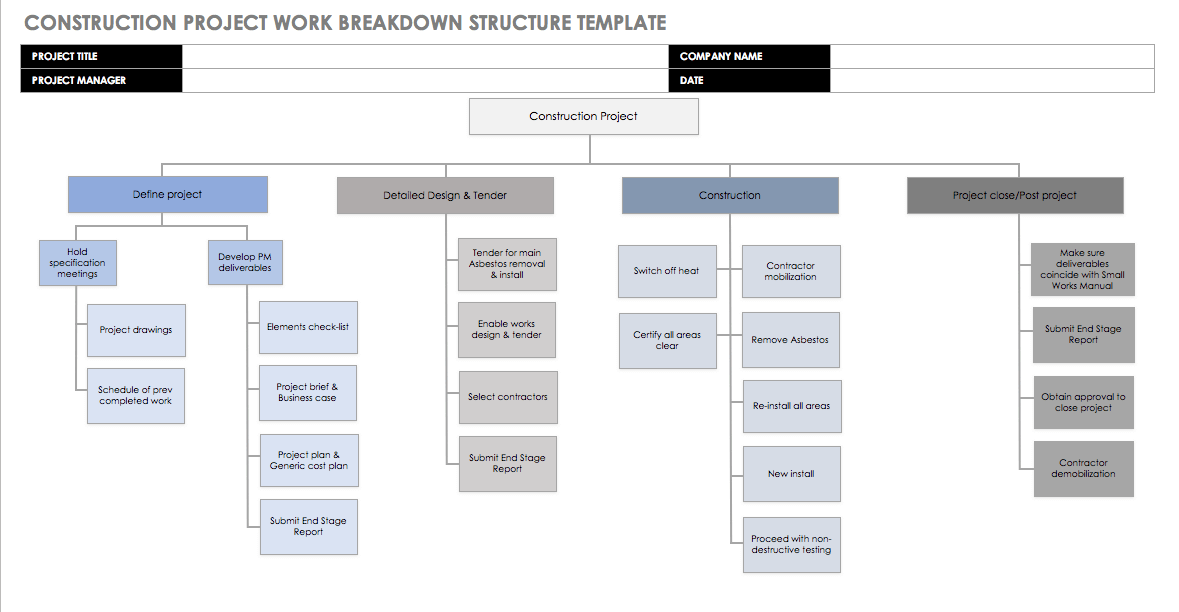 CONSTRUCTION PROJECT WORK BREAKDOWN STRUCTURE TEMPLATE
PROJECT TITLE
COMPANY NAME
PROJECT MANAGER
DATE
Construction Project
Define project
Detailed Design & Tender
Construction
Project close/Post project
Hold
specification
meetings
Develop PM
deliverables
Project drawings
Schedule of prev
completed work
Elements check-list
Project brief &
Business case
Project plan &
Generic cost plan
Submit End Stage
Report
Tender for main
Asbestos removal
& install
Enable works
design & tender
Select contractors
Submit End Stage
Report
Switch off heat
Certify all areas
clear
Contractor
mobilization
Remove Asbestos
Re-install all areas
New install
Proceed with non-
destructive testing
Make sure
deliverables
coincide with Small
Works Manual
Submit End Stage
Report
Obtain approval to
close project
Contractor
demobilization